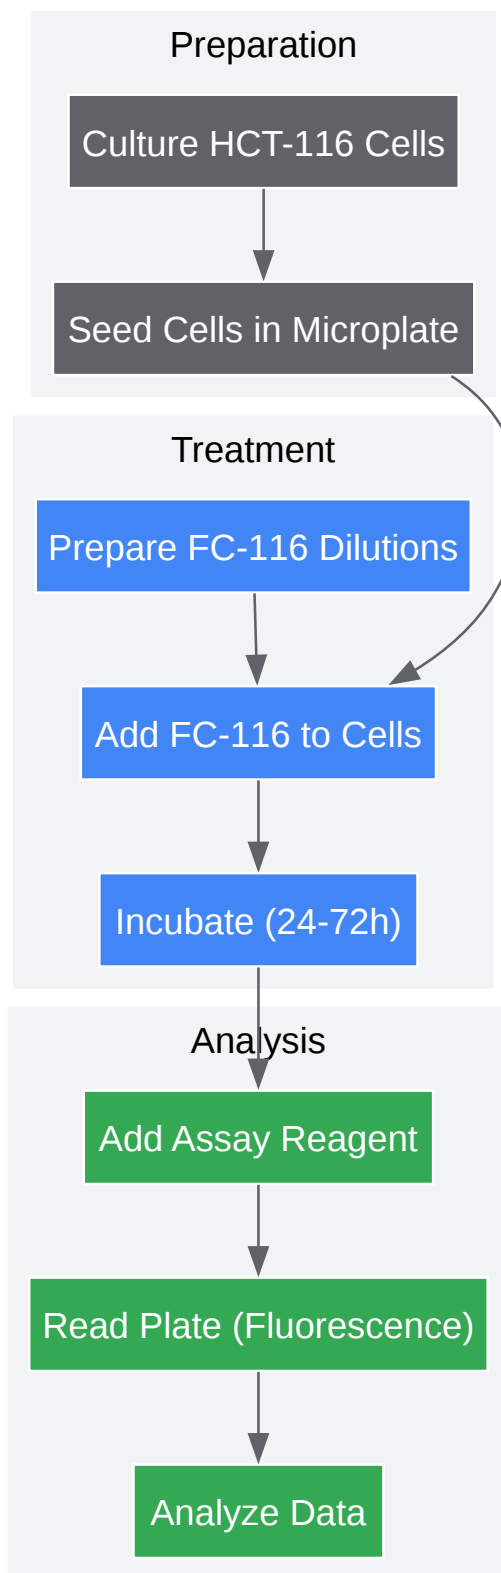 Preparation
Culture HCT-116 Cells
Seed Cells in Microplate
Treatment
Prepare FC-116 Dilutions
Add FC-116 to Cells
Incubate (24-72h)
Analysis
Add Assay Reagent
Read Plate (Fluorescence)
Analyze Data